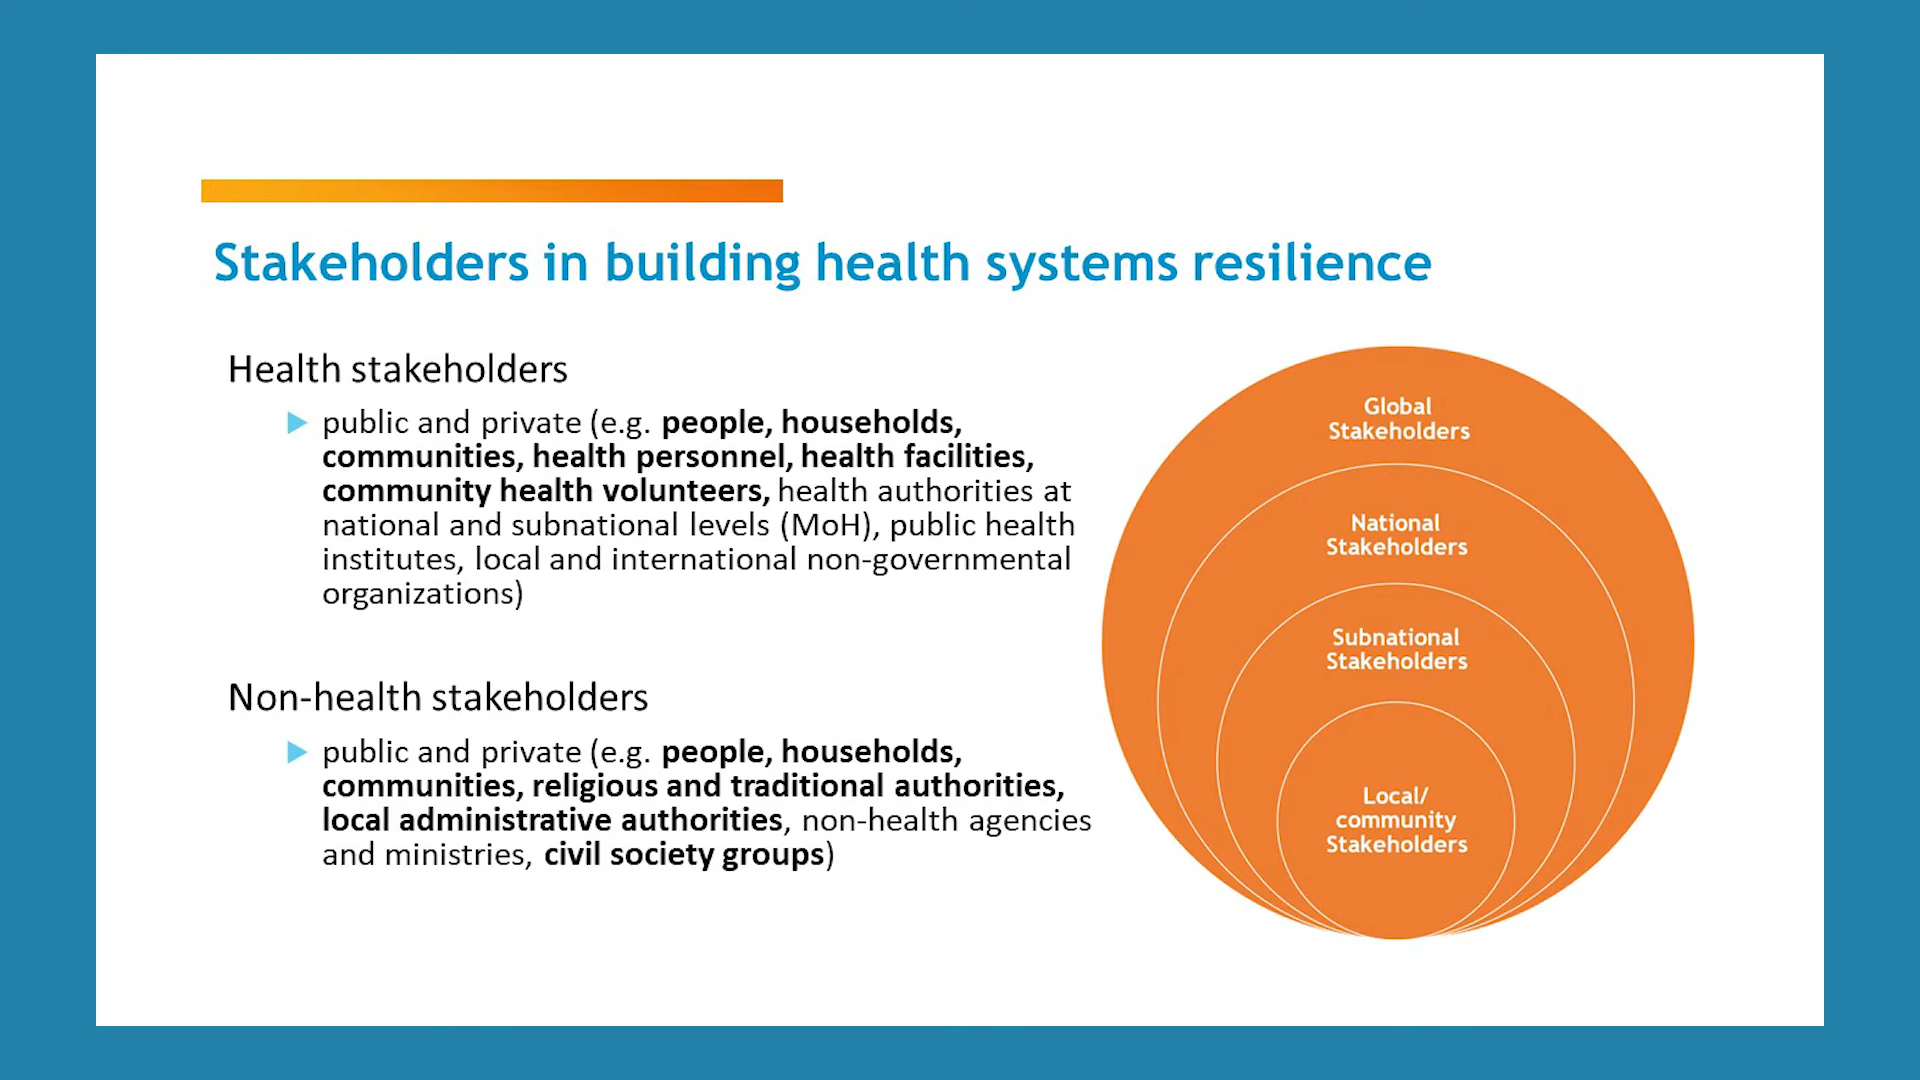 Stakeholders in building health systems resilience
Health stakeholders
public and private (e.g. people, households,
communities, health personnel, health facilities,
community health volunteers, health authorities at
national and subnational levels (MoH), public health
institutes, local and international non-governmental
organizations)
Non-health stakeholders
public and private (e.g. people, households,
communities, religious and traditional authorities,
local administrative authorities, non-health agencies
and ministries, civil society groups)
Global
Stakeholders
National
Stakeholders
Subnational
Stakeholders
Local/
community
Stakeholders